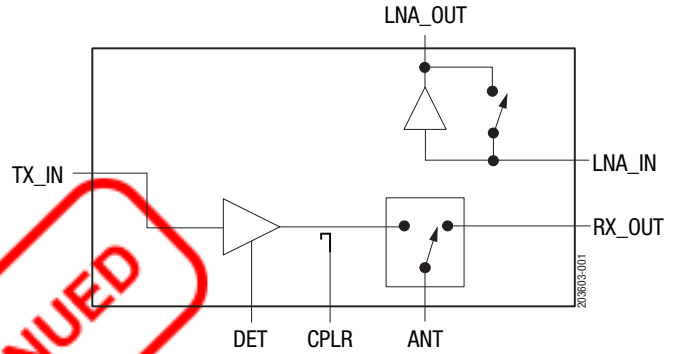 LNA_OUT
LNA_IN
TX_IN
RX_OUT
203603-001
DET CPLR ANT
NUED